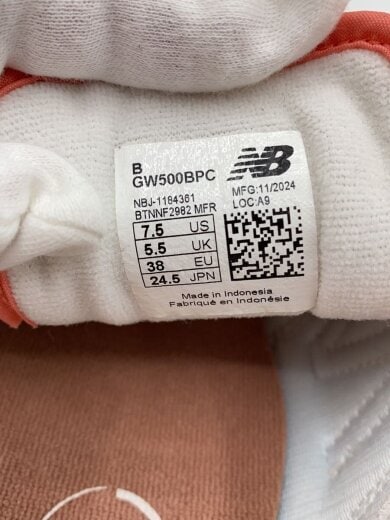 B
GW500BPC
NB
NBJ-1184361
BTNNF2982 MFR
MFG:11/2024
LOC:A9
7.5 US
5.5 UK
38 EU
24.5 JPN
Made in Indonesia
Fabriqué en Indonésie